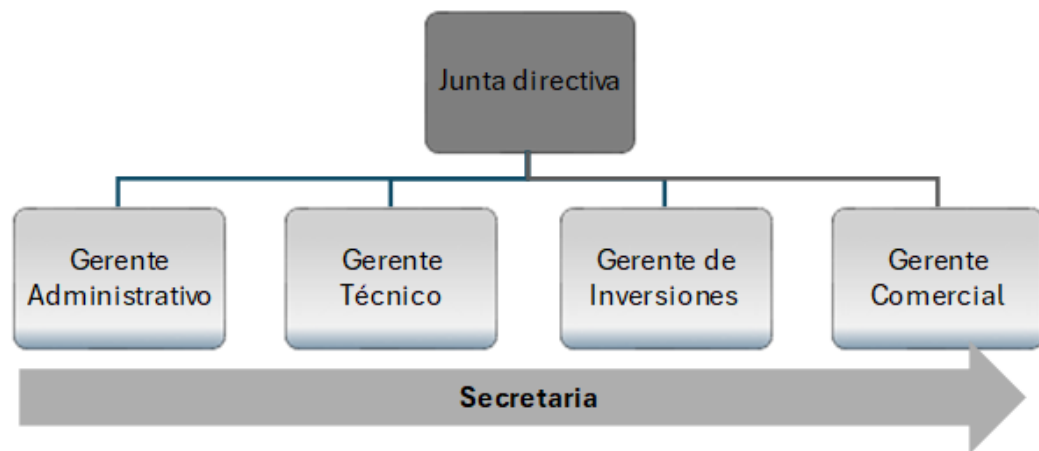 Junta directiva
Gerente
Administrativo
Gerente
Técnico
Gerente de
Inversiones
Gerente
Comercial
Secretaria